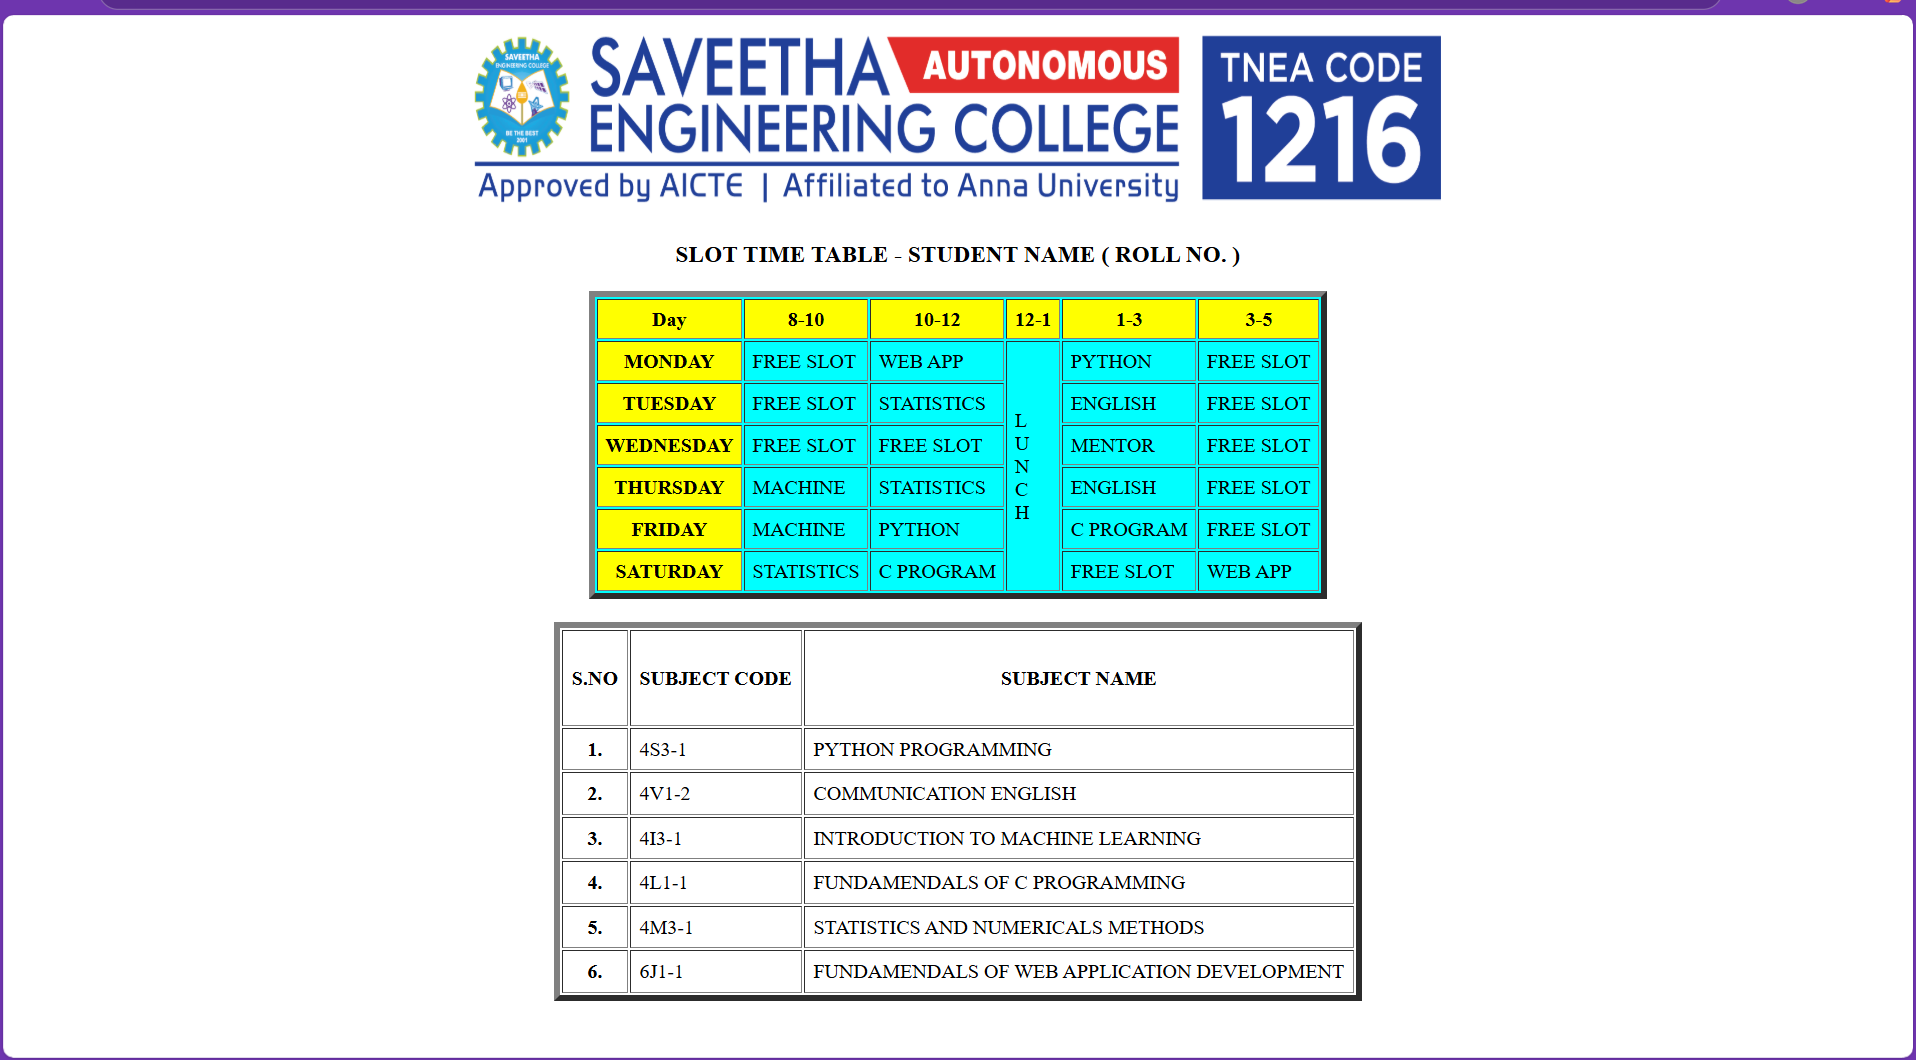 SAVEETHA AUTONOMOUS
ENGINEERING COLLEGE
Approved by AICTE | Affiliated to Anna University
TNEA CODE
1216
SAVEETHA
ENGINEERING COLLEGE
BE THE BEST
2001
SLOT TIME TABLE - STUDENT NAME ( ROLL NO. )
Day 8-10 10-12 12-1 1-3 3-5
MONDAY FREE SLOT WEB APP PYTHON FREE SLOT
TUESDAY FREE SLOT STATISTICS ENGLISH FREE SLOT
L
U
N
C
H
WEDNESDAY FREE SLOT FREE SLOT MENTOR FREE SLOT
THURSDAY MACHINE STATISTICS ENGLISH FREE SLOT
FRIDAY MACHINE PYTHON C PROGRAM FREE SLOT
SATURDAY STATISTICS C PROGRAM FREE SLOT WEB APP
S.NO SUBJECT CODE SUBJECT NAME
1. 4S3-1 PYTHON PROGRAMMING
2. 4V1-2 COMMUNICATION ENGLISH
3. 4I3-1 INTRODUCTION TO MACHINE LEARNING
4. 4L1-1 FUNDAMENDALS OF C PROGRAMMING
5. 4M3-1 STATISTICS AND NUMERICALS METHODS
6. 6J1-1 FUNDAMENDALS OF WEB APPLICATION DEVELOPMENT